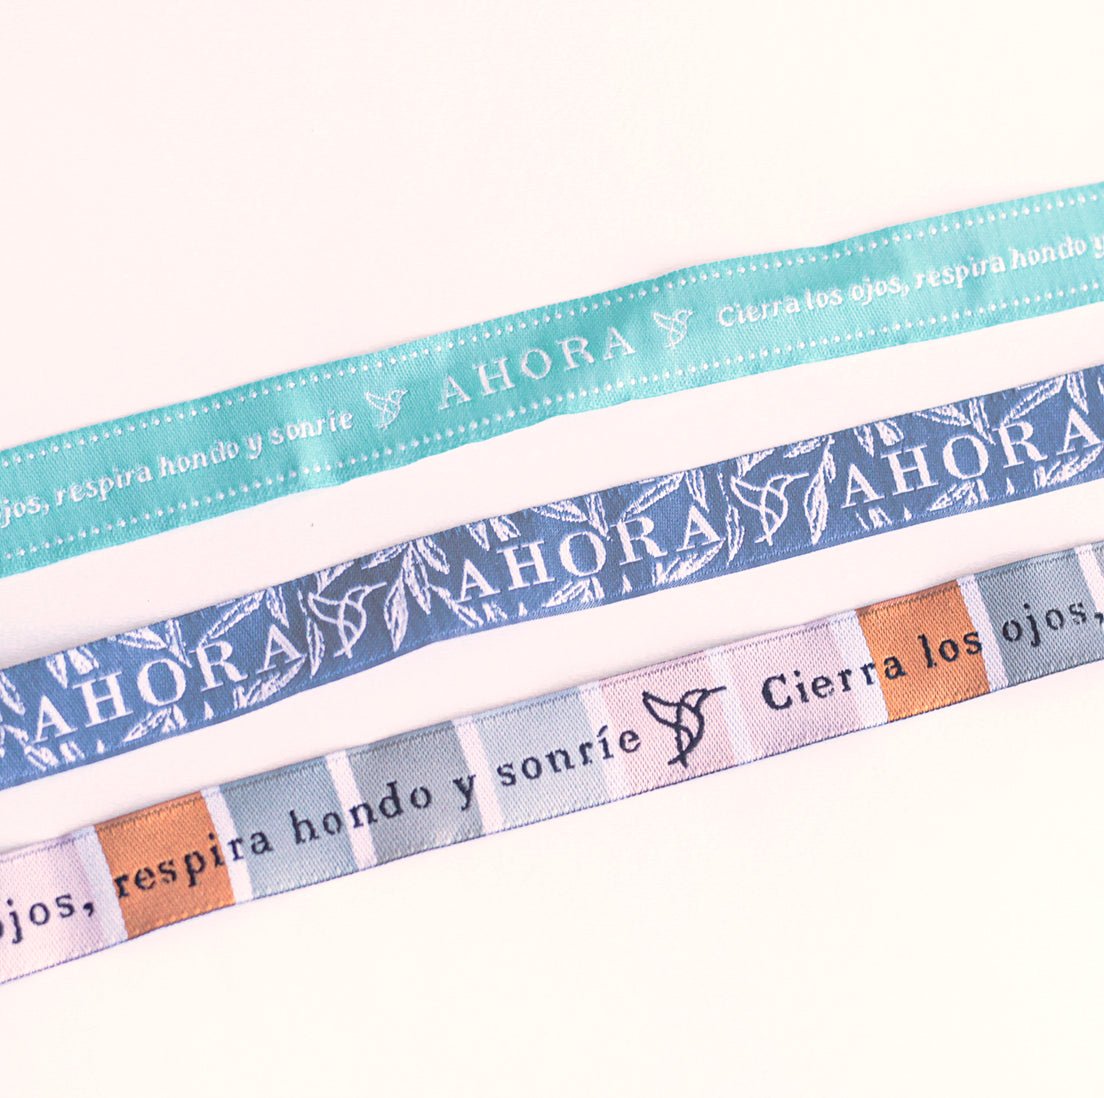 ojos, respira hondo y sonríe AHORA Cierra los ojos, respira hondo y
AHORA AHORA AHORA
ojos, respira hondo y sonríe Cierra los ojos,